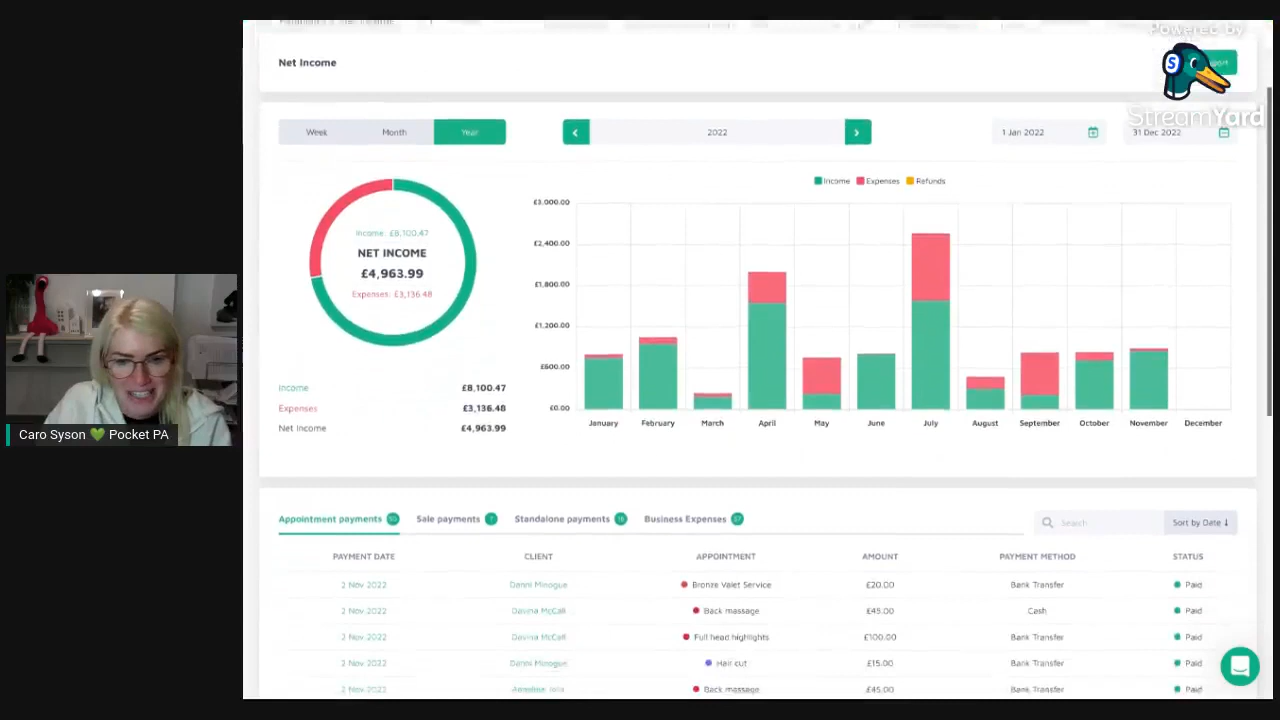 Powered by
StreamYard
Net Income
Week Month Year
2022
1 Jan 2022
31 Dec 2022
Income: £8,100.47
NET INCOME
£4,963.99
Expenses: £3,136.48
Income £8,100.47
Expenses £3,136.48
Net Income £4,963.99
Income Expenses Refunds
£3,000.00
£2,400.00
£1,800.00
£1,200.00
£600.00
£0.00
January February March April May June July August September October November December
Caro Syson 💚 Pocket PA
Appointment payments Sale payments Standalone payments Business Expenses
Search
Sort by Date ↓
PAYMENT DATE CLIENT APPOINTMENT AMOUNT PAYMENT METHOD STATUS
2 Nov 2022 Danni Minogue Bronze Valet Service £20.00 Bank Transfer Paid
2 Nov 2022 Davina McCall Back massage £45.00 Cash Paid
2 Nov 2022 Davina McCall Full head highlights £100.00 Bank Transfer Paid
2 Nov 2022 Danni Minogue Hair cut £15.00 Bank Transfer Paid
2 Nov 2022 Back massage £45.00 Bank Transfer Paid